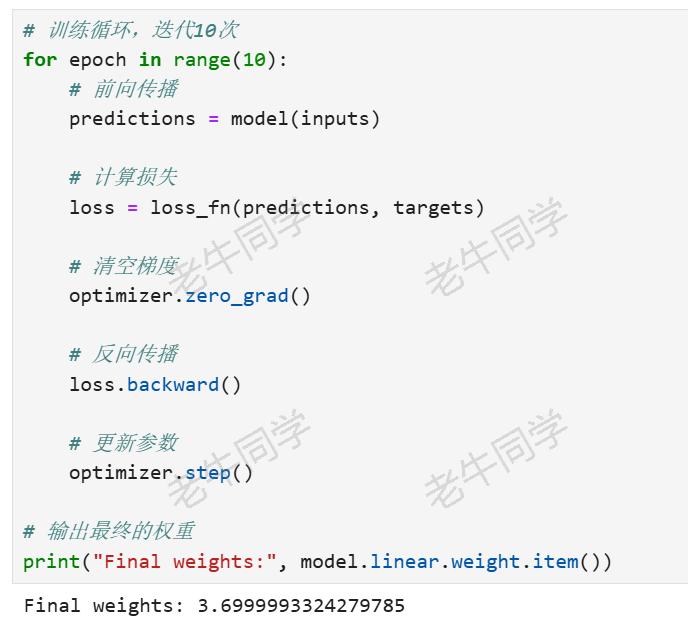 # 训练循环，迭代10次
for epoch in range(10):
# 前向传播
predictions = model(inputs)
# 计算损失
loss = loss_fn(predictions, targets)
# 清空梯度
optimizer.zero_grad()
# 反向传播
loss.backward()
# 更新参数
optimizer.step()
# 输出最终的权重
print("Final weights:", model.linear.weight.item())
Final weights: 3.6999993324279785
老牛同学
老牛同学
老牛同学
老牛同学